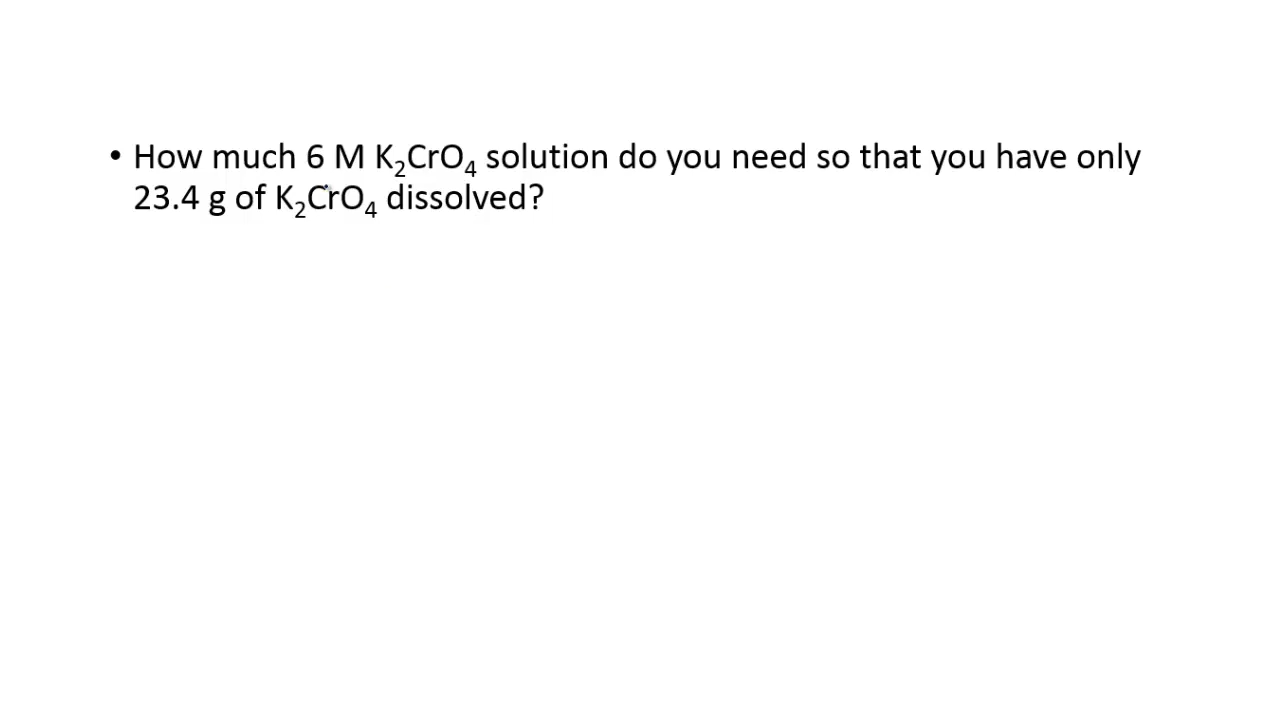 • How much 6 M K₂CrO₄ solution do you need so that you have only
23.4 g of K₂CrO₄ dissolved?